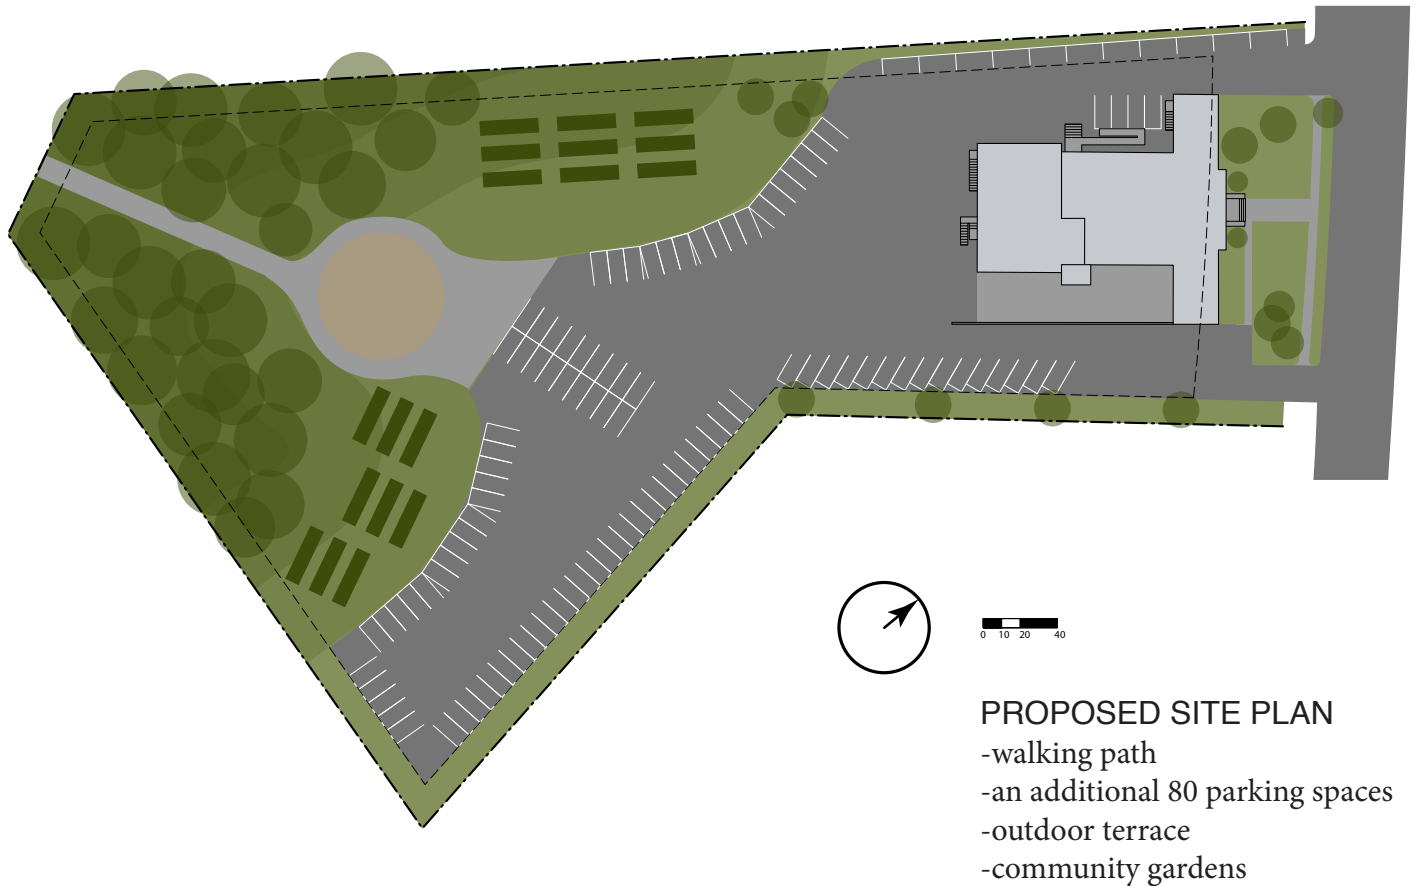 0 10 20 40
PROPOSED SITE PLAN
-walking path
-an additional 80 parking spaces
-outdoor terrace
-community gardens